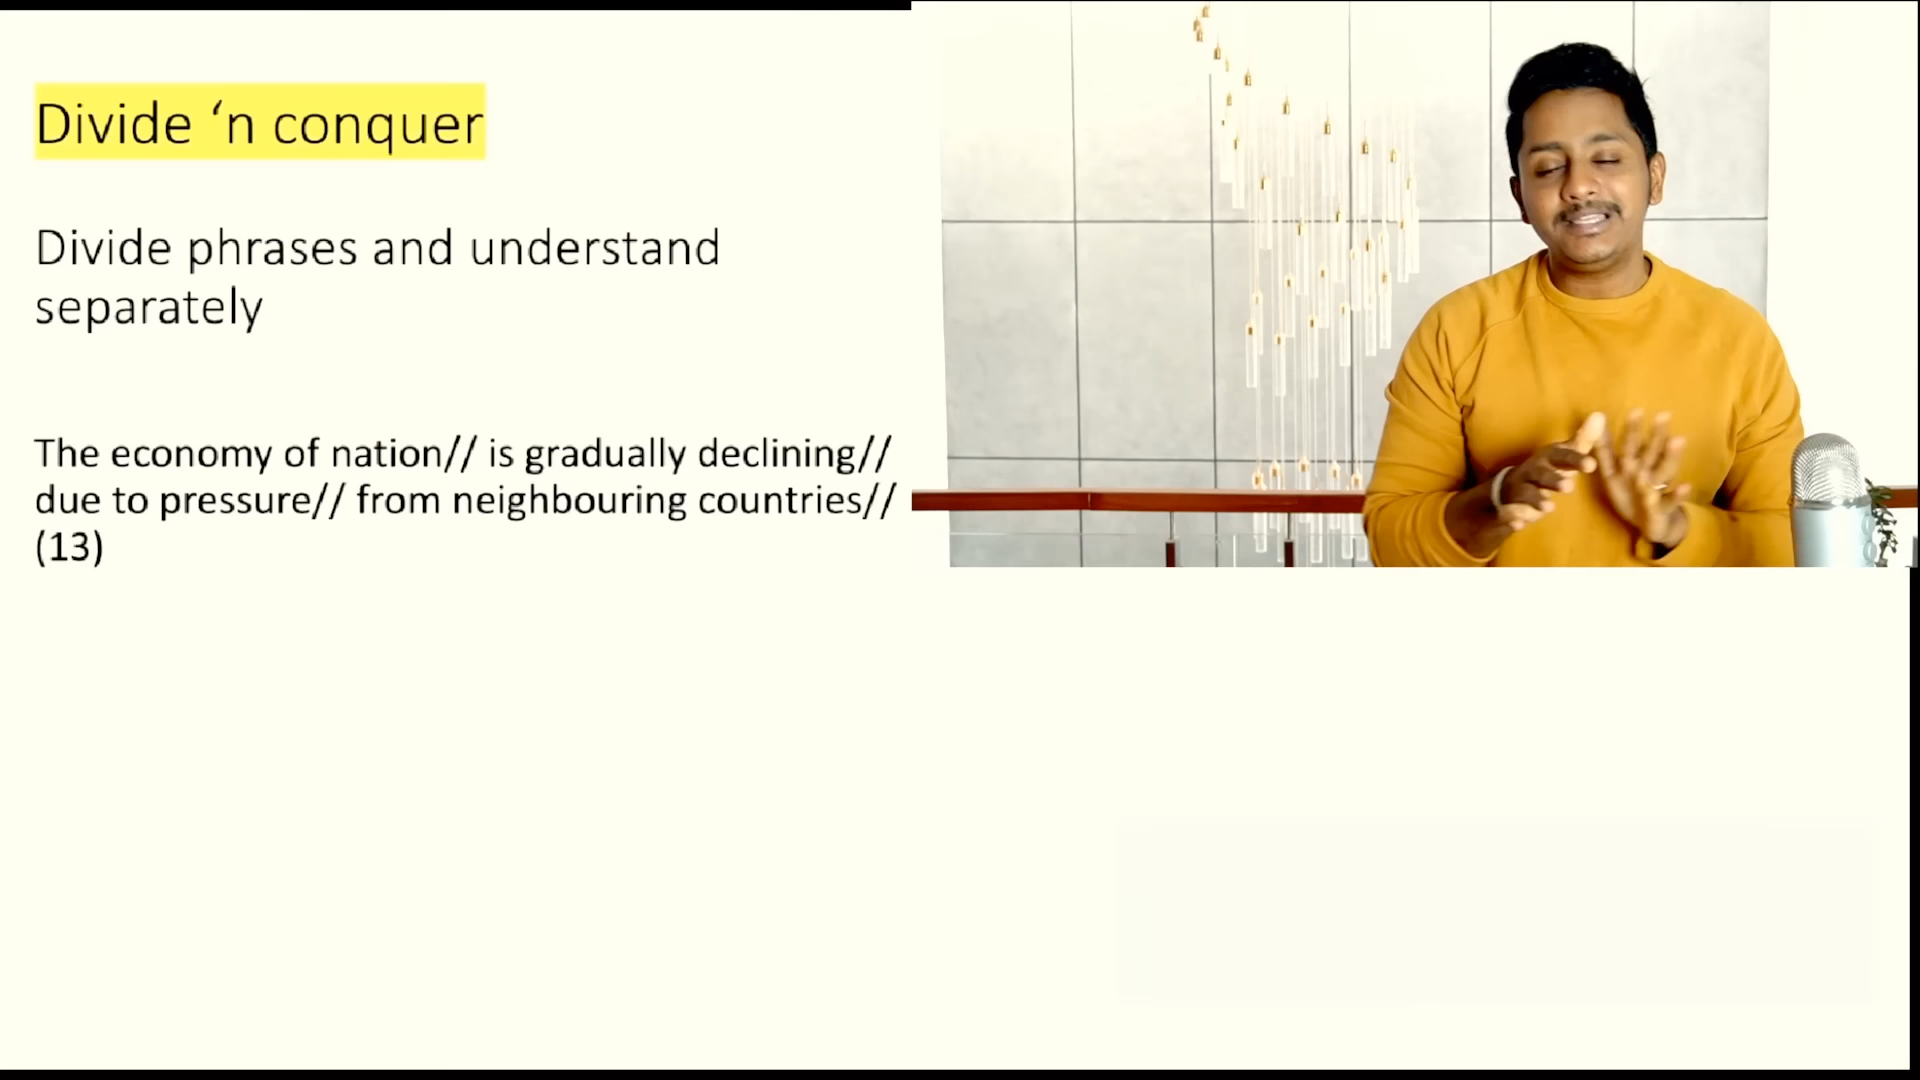 Divide ‘n conquer
Divide phrases and understand
separately
The economy of nation// is gradually declining//
due to pressure// from neighbouring countries//
(13)